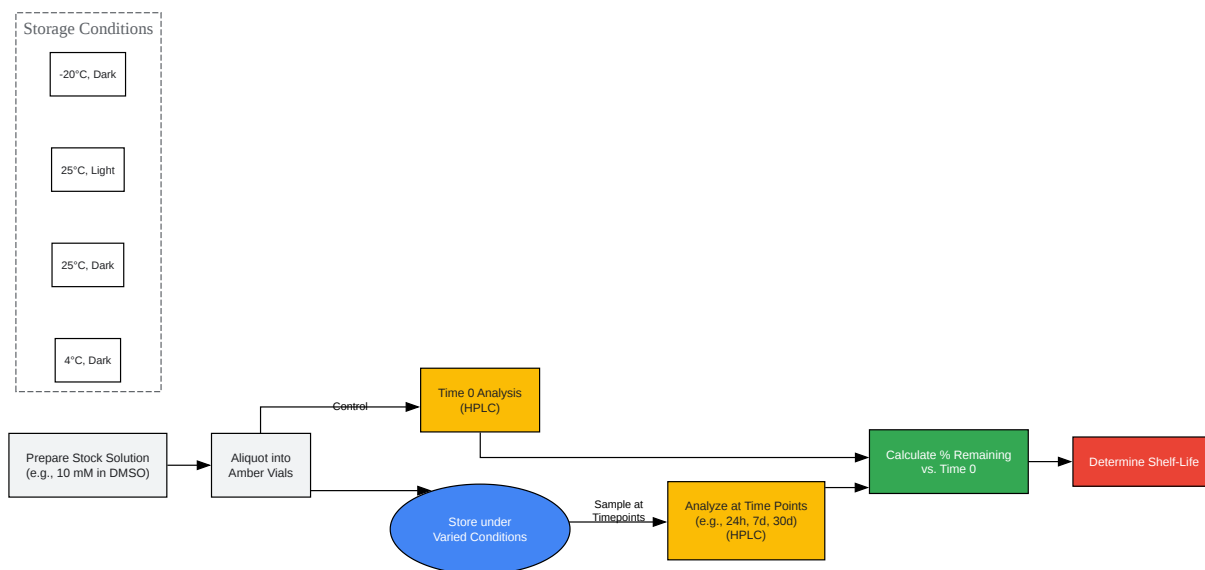 Storage Conditions
-20°C, Dark
25°C, Light
25°C, Dark
4°C, Dark
Prepare Stock Solution
(e.g., 10 mM in DMSO)
Aliquot into
Amber Vials
Control
Time 0 Analysis
(HPLC)
Store under
Varied Conditions
Sample at
Timepoints
Analyze at Time Points
(e.g., 24h, 7d, 30d)
(HPLC)
Calculate % Remaining
vs. Time 0
Determine Shelf-Life